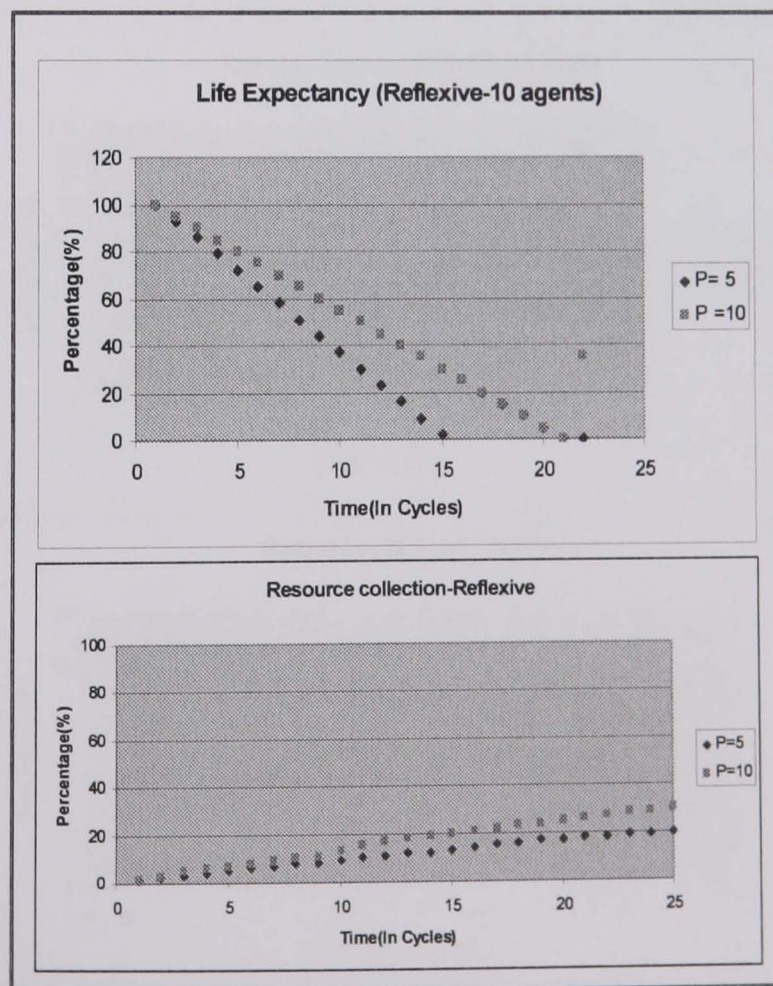 Life Expectancy (Reflexive-10 agents)
120
100
80
60
40
20
0
Percentage(%)
0 5 10 15 20 25
Time(In Cycles)
P= 5
P =10
Resource collection-Reflexive
100
80
60
40
20
0
Percentage(%)
0 5 10 15 20 25
Time(In Cycles)
P=5
P=10